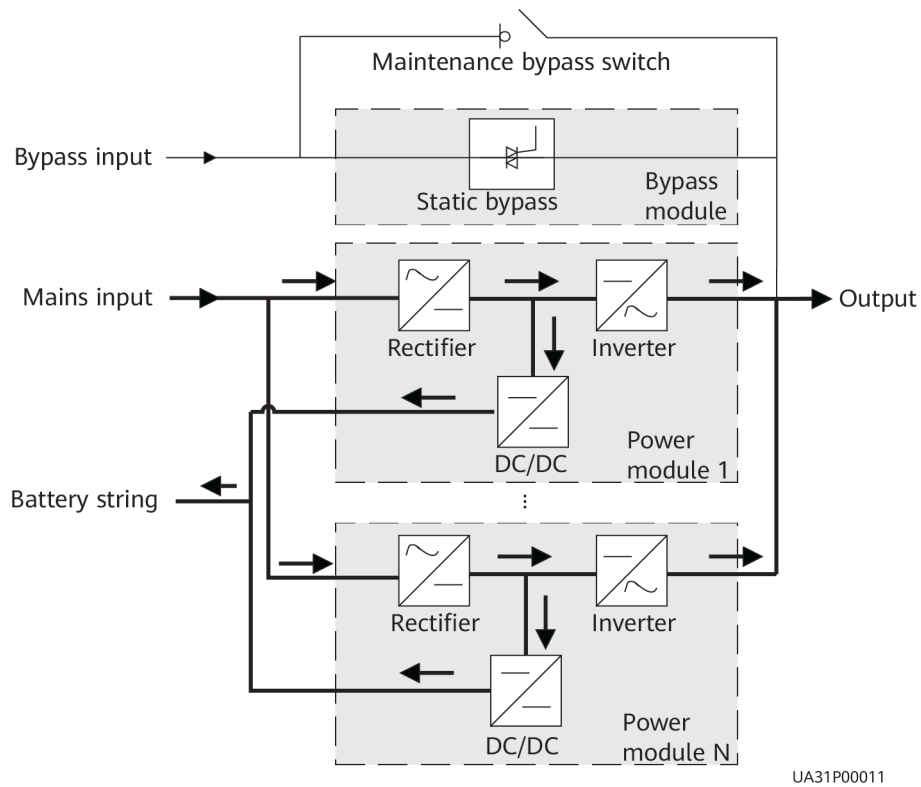 Maintenance bypass switch
Bypass input
Static bypass
Bypass
module
Mains input
Output
Rectifier
Inverter
DC/DC
Power
module 1
Battery string
⋮
Rectifier
Inverter
DC/DC
Power
module N
UA31P00011